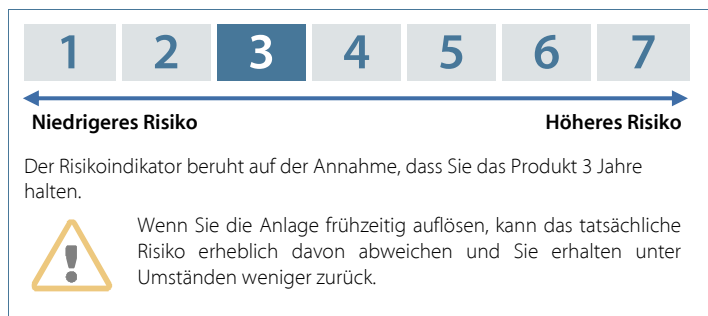 1 2 3 4 5 6 7
Niedrigeres Risiko Höheres Risiko
Der Risikoindikator beruht auf der Annahme, dass Sie das Produkt 3 Jahre
halten.
Wenn Sie die Anlage frühzeitig auflösen, kann das tatsächliche
Risiko erheblich davon abweichen und Sie erhalten unter
Umständen weniger zurück.